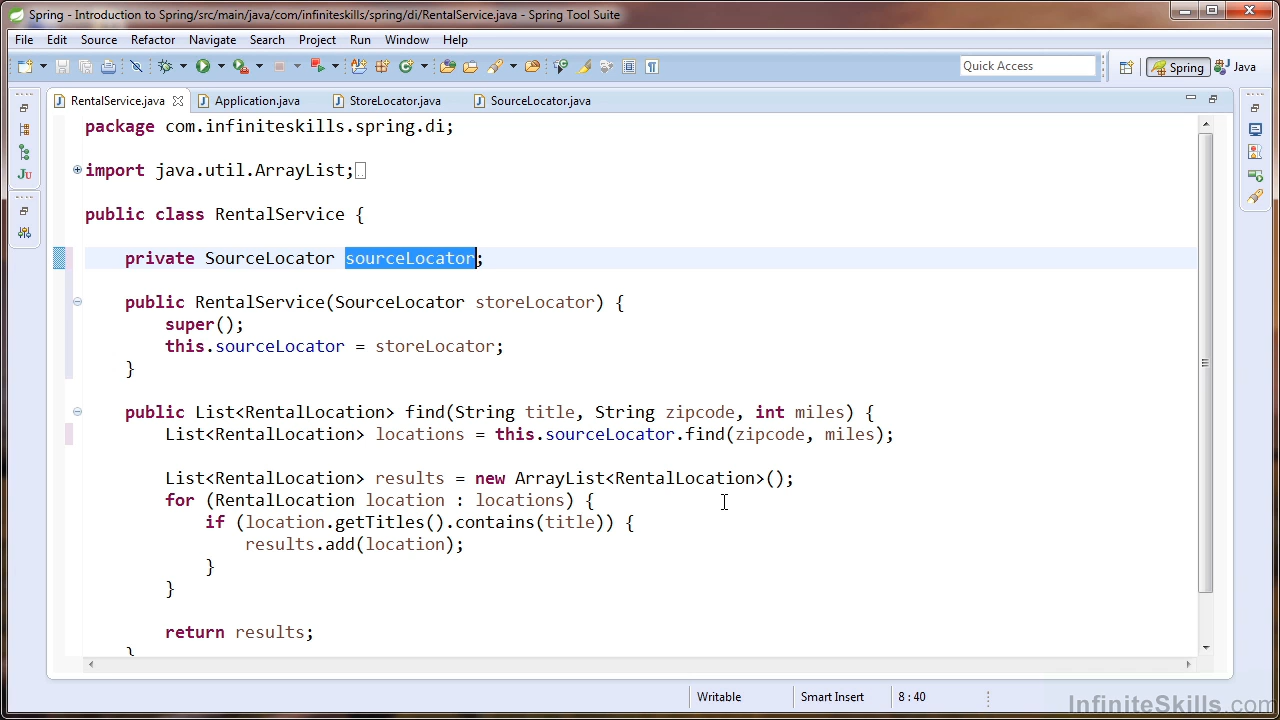 Spring - Introduction to Spring/src/main/java/com/infiniteskills/spring/di/RentalService.java - Spring Tool Suite
File Edit Source Refactor Navigate Search Project Run Window Help
Quick Access Spring Java
RentalService.java Application.java StoreLocator.java SourceLocator.java
package com.infiniteskills.spring.di;
import java.util.ArrayList;
public class RentalService {
private SourceLocator sourceLocator;
public RentalService(SourceLocator storeLocator) {
super();
this.sourceLocator = storeLocator;
}
public List<RentalLocation> find(String title, String zipcode, int miles) {
List<RentalLocation> locations = this.sourceLocator.find(zipcode, miles);
List<RentalLocation> results = new ArrayList<RentalLocation>();
for (RentalLocation location : locations) {
if (location.getTitles().contains(title)) {
results.add(location);
}
}
return results;
}
Writable Smart Insert 8 : 40
InfiniteSkills.com